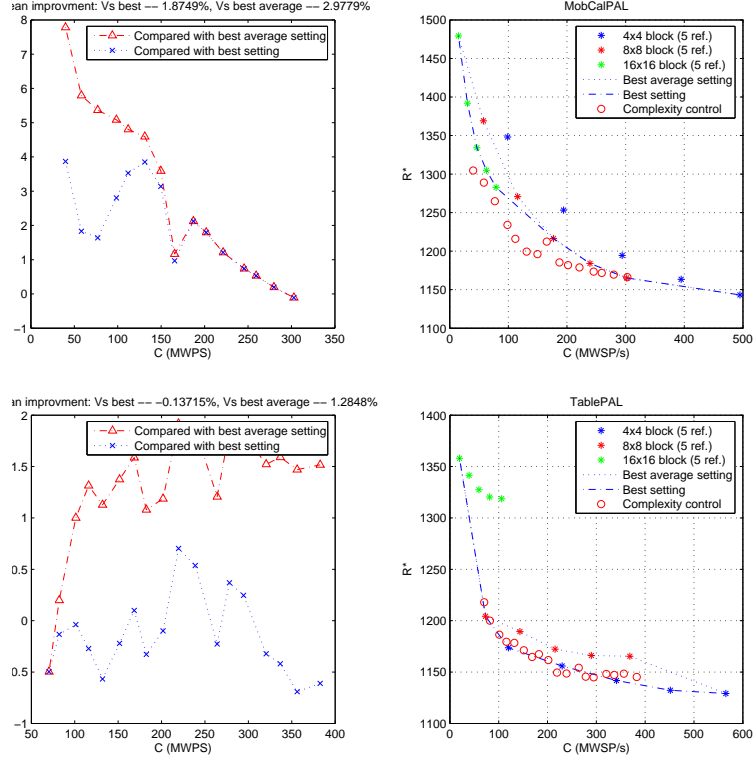 an improvment: Vs best −− 1.8749%, Vs best average −− 2.9779%
8
7
6
5
4
3
2
1
0
−1
0 50 100 150 200 250 300 350
C (MWPS)
Compared with best average setting
Compared with best setting
MobCalPAL
1500
1450
1400
1350
1300
1250
1200
1150
1100
R*
0 100 200 300 400 500
C (MWSP/s)
4x4 block (5 ref.)
8x8 block (5 ref.)
16x16 block (5 ref.)
Best average setting
Best setting
Complexity control
an improvment: Vs best −− −0.13715%, Vs best average −− 1.2848%
2
1.5
1
0.5
0
−0.5
−1
50 100 150 200 250 300 350 400
C (MWPS)
Compared with best average setting
Compared with best setting
TablePAL
1400
1350
1300
1250
1200
1150
1100
R*
0 100 200 300 400 500 600
C (MWSP/s)
4x4 block (5 ref.)
8x8 block (5 ref.)
16x16 block (5 ref.)
Best average setting
Best setting
Complexity control